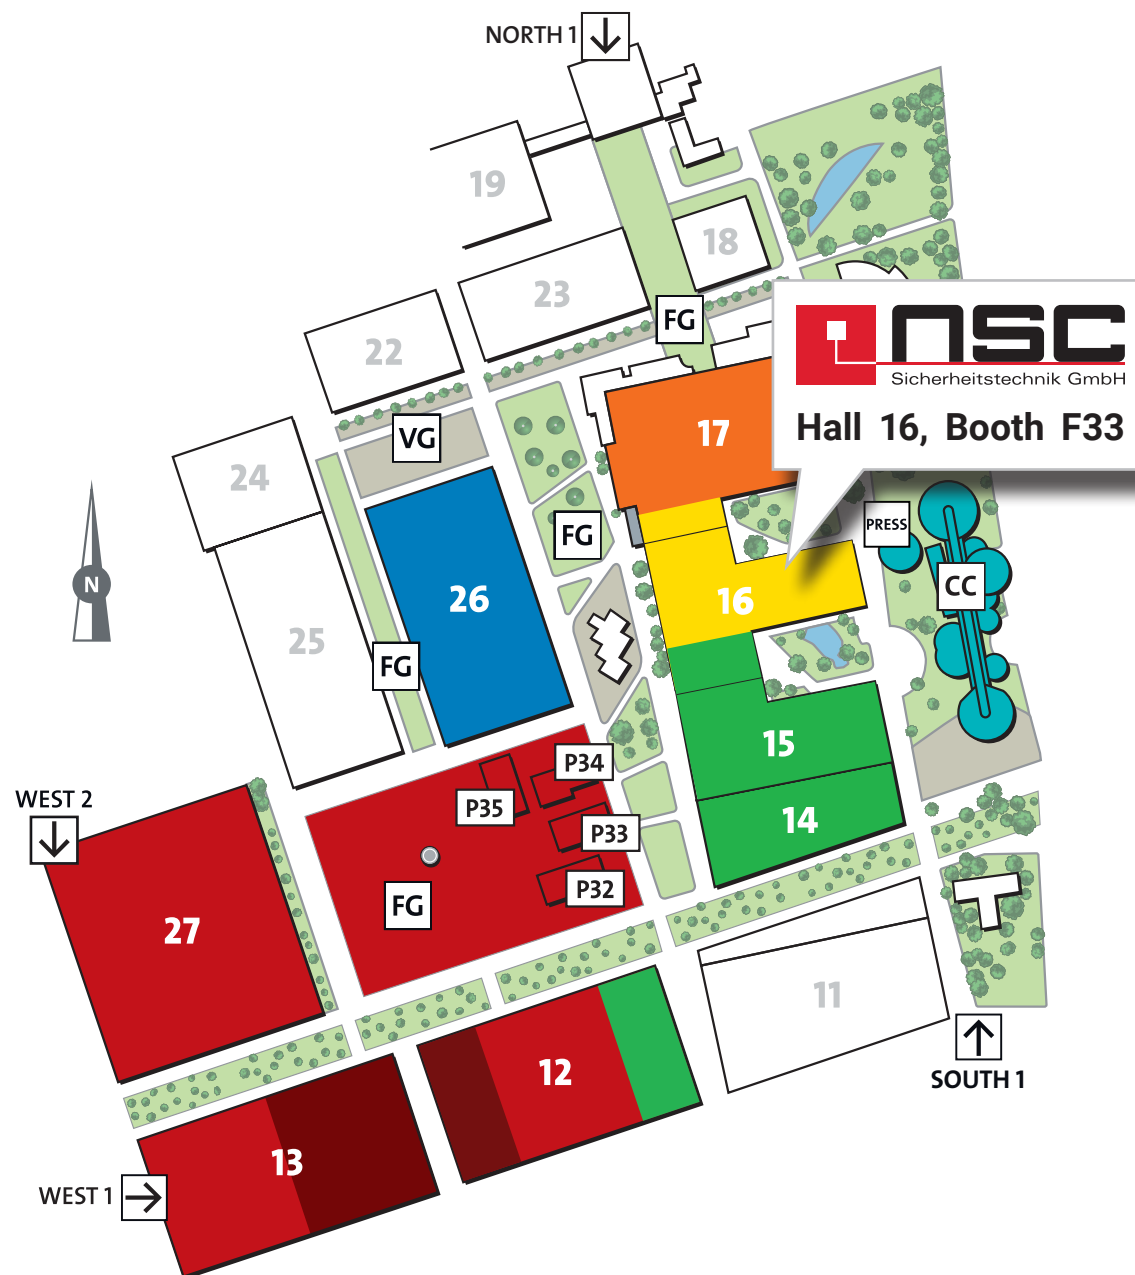 NORTH 1
19
18
23
FG
22
nsc
Sicherheitstechnik GmbH
Hall 16, Booth F33
17
VG
24
PRESS
FG
CC
N
26
16
25
FG
15
P34
P35
WEST 2
P33
14
P32
FG
27
11
12
SOUTH 1
13
WEST 1